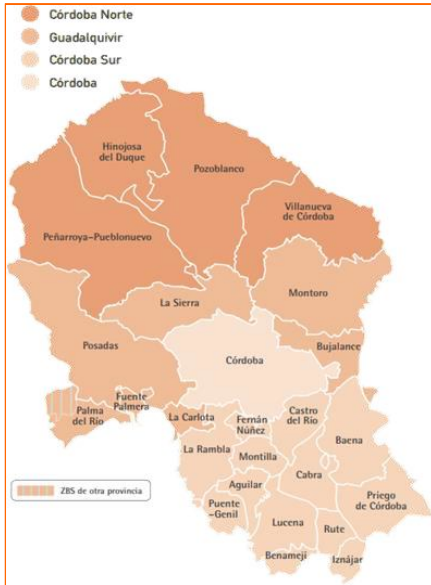 Córdoba Norte
Guadalquivir
Córdoba Sur
Córdoba
Hinojosa
del Duque
Pozoblanco
Villanueva
de Córdoba
Peñarroya-Pueblonuevo
La Sierra
Montoro
Córdoba
Bujalance
Posadas
Fuente
Palmera
Palma
del Río
La Carlota
Fernán
Núñez
Castro
del Río
Baena
La Rambla
Montilla
Cabra
Aguilar
Priego
de Córdoba
Puente
-Genil
Lucena
Rute
Benamejí
Iznájar
ZBS de otra provincia